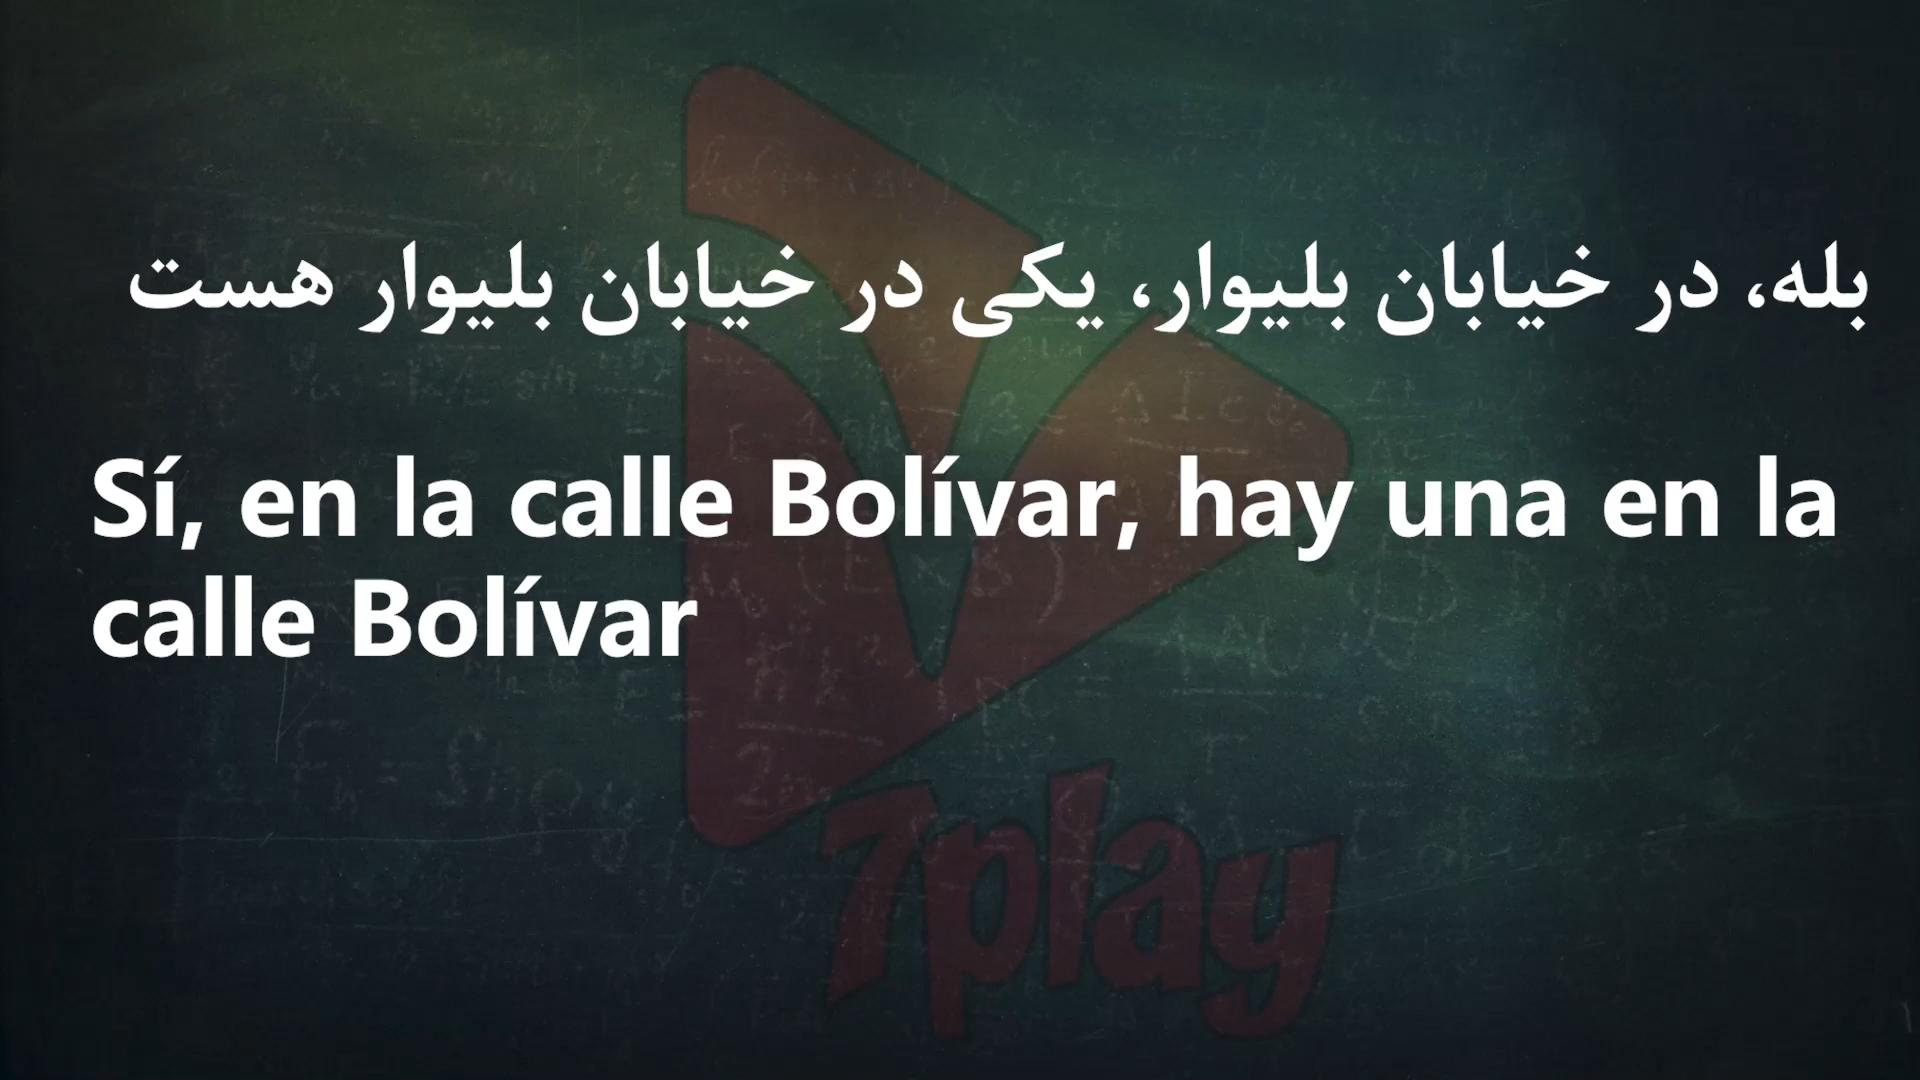 بله، در خیابان بلیوار، یکی در خیابان بلیوار هست
Sí, en la calle Bolívar, hay una en la
calle Bolívar
7play